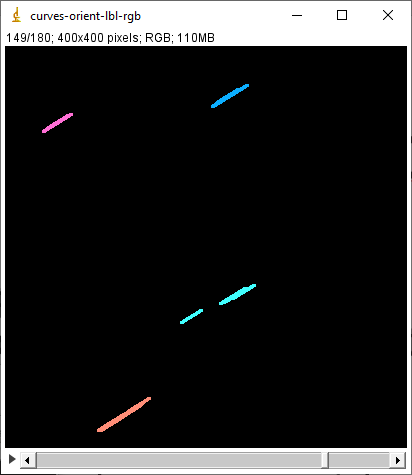 curves-orient-lbl-rgb
149/180; 400x400 pixels; RGB; 110MB